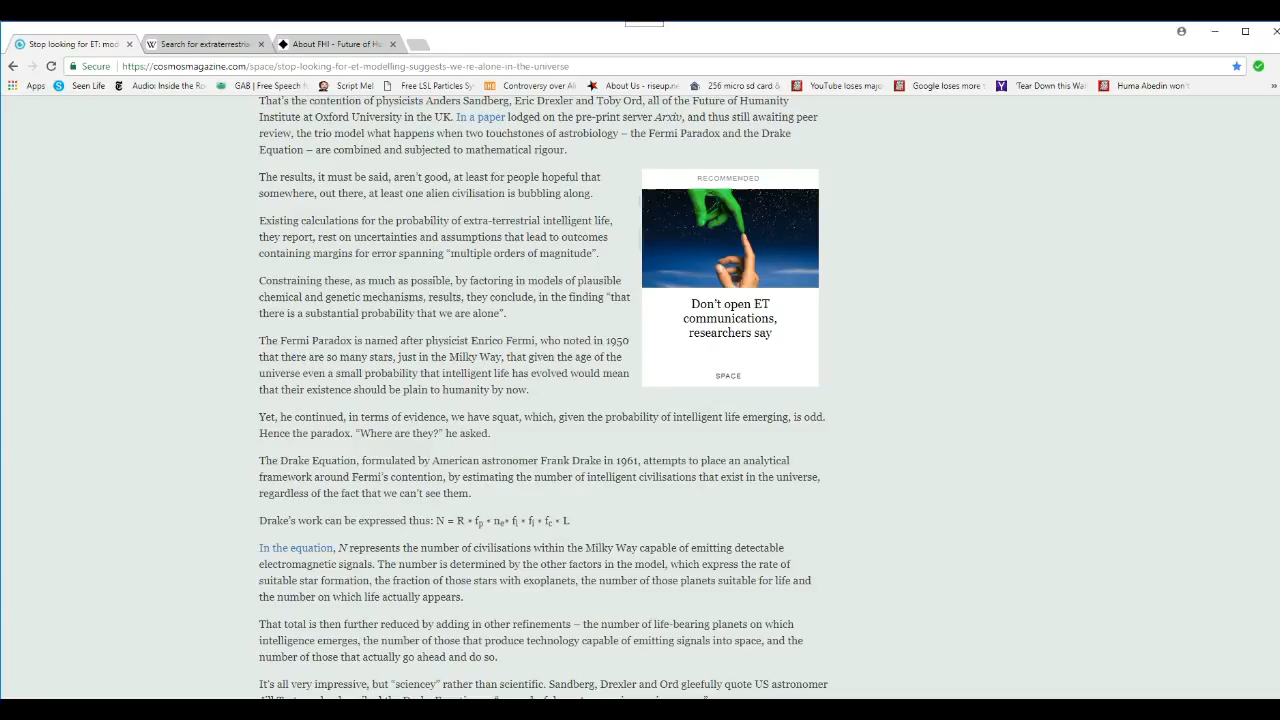 Stop looking for ET: mod
Search for extraterrestria
About FHI - Future of Hu
Secure
https://cosmosmagazine.com/space/stop-looking-for-et-modelling-suggests-we-re-alone-in-the-universe
Apps
Seen Life
Audio: Inside the Ro
GAB | Free Speech f
Script Me!
Free LSL Particle Sy
Controversy over Al
About Us - riseup.ne
256 micro sd card &
YouTube loses majo
Google loses more t
'Tear Down this Wal
Huma Abedin won'
»
That's the contention of physicists Anders Sandberg, Eric Drexler and Toby Ord, all of the Future of Humanity
Institute at Oxford University in the UK. In a paper lodged on the pre-print server Arxiv, and thus still awaiting peer
review, the trio model what happens when two touchstones of astrobiology – the Fermi Paradox and the Drake
Equation – are combined and subjected to mathematical rigour.
The results, it must be said, aren't good, at least for people hopeful that
somewhere, out there, at least one alien civilisation is bubbling along.
Existing calculations for the probability of extra-terrestrial intelligent life,
they report, rest on uncertainties and assumptions that lead to outcomes
containing margins for error spanning “multiple orders of magnitude”.
Constraining these, as much as possible, by factoring in models of plausible
chemical and genetic mechanisms, results, they conclude, in the finding “that
there is a substantial probability that we are alone”.
The Fermi Paradox is named after physicist Enrico Fermi, who noted in 1950
that there are so many stars, just in the Milky Way, that given the age of the
universe even a small probability that intelligent life has evolved would mean
that their existence should be plain to humanity by now.
RECOMMENDED
Don't open ET
communications,
researchers say
SPACE
Yet, he continued, in terms of evidence, we have squat, which, given the probability of intelligent life emerging, is odd.
Hence the paradox. “Where are they?” he asked.
The Drake Equation, formulated by American astronomer Frank Drake in 1961, attempts to place an analytical
framework around Fermi's contention, by estimating the number of intelligent civilisations that exist in the universe,
regardless of the fact that we can't see them.
Drake's work can be expressed thus: N = R * fp * ne* fl * fi * fc * L
In the equation, N represents the number of civilisations within the Milky Way capable of emitting detectable
electromagnetic signals. The number is determined by the other factors in the model, which express the rate of
suitable star formation, the fraction of those stars with exoplanets, the number of those planets suitable for life and
the number on which life actually appears.
That total is then further reduced by adding in other refinements – the number of life-bearing planets on which
intelligence emerges, the number of those that produce technology capable of emitting signals into space, and the
number of those that actually go ahead and do so.
It's all very impressive, but “sciencey” rather than scientific. Sandberg, Drexler and Ord gleefully quote US astronomer